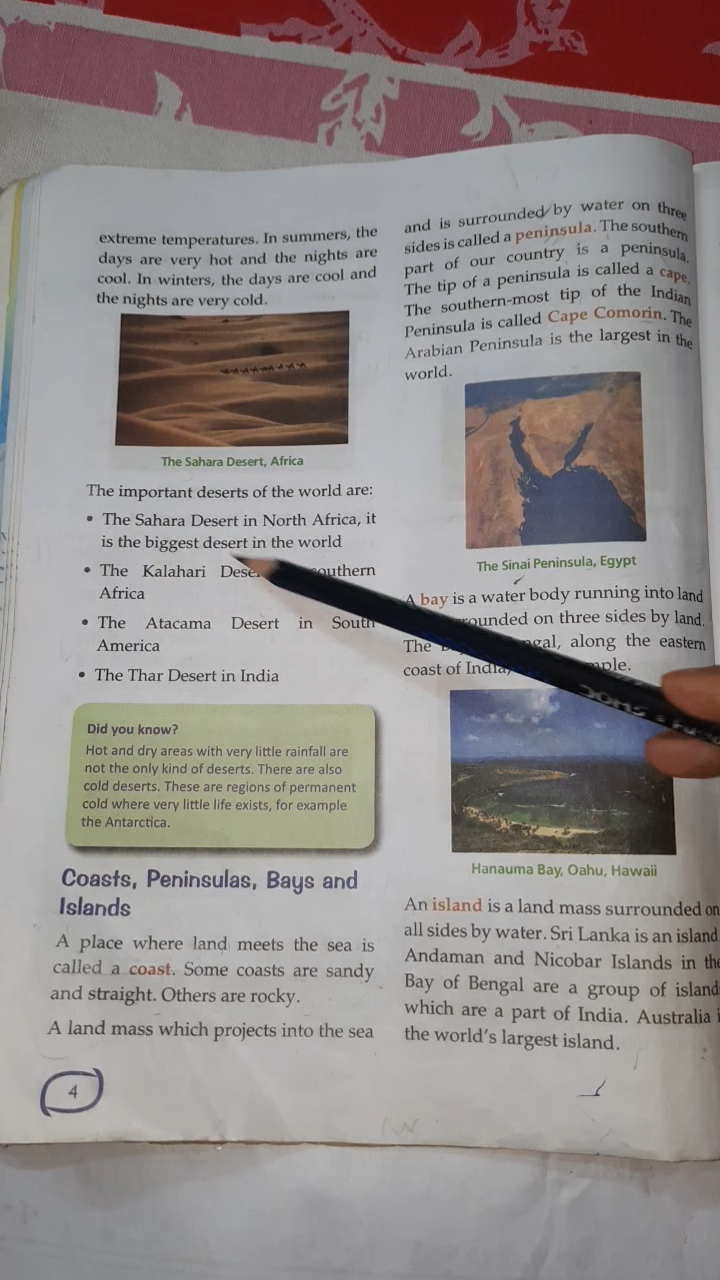 extreme temperatures. In summers, the
days are very hot and the nights are
cool. In winters, the days are cool and
the nights are very cold.
The Sahara Desert, Africa
The important deserts of the world are:
• The Sahara Desert in North Africa, it
is the biggest desert in the world
• The Kalahari
Africa
• The Atacama Desert in South
America
• The Thar Desert in India
Did you know?
Hot and dry areas with very little rainfall are
not the only kind of deserts. There are also
cold deserts. These are regions of permanent
cold where very little life exists, for example
the Antarctica.
Coasts, Peninsulas, Bays and
Islands
A place where land meets the sea is
called a coast. Some coasts are sandy
and straight. Others are rocky.
A land mass which projects into the sea
4
and is surrounded by water on three
sides is called a peninsula. The southern
part of our country is a peninsula.
The tip of a peninsula is called a cape.
The southern-most tip of the Indian
Peninsula is called Cape Comorin. The
Arabian Peninsula is the largest in the
world.
The Sinai Peninsula, Egypt
A bay is a water body running into land
on three sides by land.
The along the eastern
coast of India,
Hanauma Bay, Oahu, Hawaii
An island is a land mass surrounded on
all sides by water. Sri Lanka is an island.
Andaman and Nicobar Islands in the
Bay of Bengal are a group of island
which are a part of India. Australia
the world's largest island.